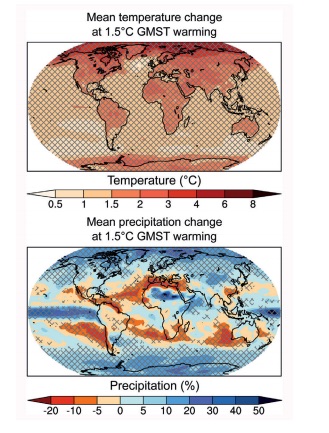 Mean temperature change
at 1.5°C GMST warming
Temperature (°C)
0.5 1 1.5 2 3 4 6 8
Mean precipitation change
at 1.5°C GMST warming
Precipitation (%)
-20 -10 -5 0 5 10 20 30 40 50